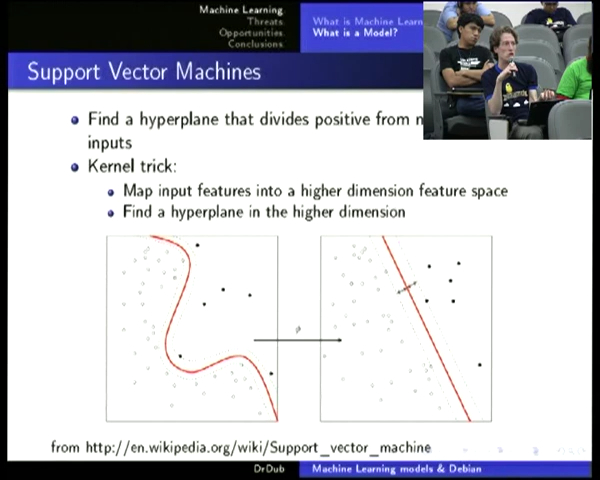 Machine Learning
Threats
Opportunities
Conclusions
What is Machine Learn
What is a Model?
Support Vector Machines
Find a hyperplane that divides positive from n
inputs
Kernel trick:
Map input features into a higher dimension feature space
Find a hyperplane in the higher dimension
from http://en.wikipedia.org/wiki/Support_vector_machine
DrDub
Machine Learning models & Debian